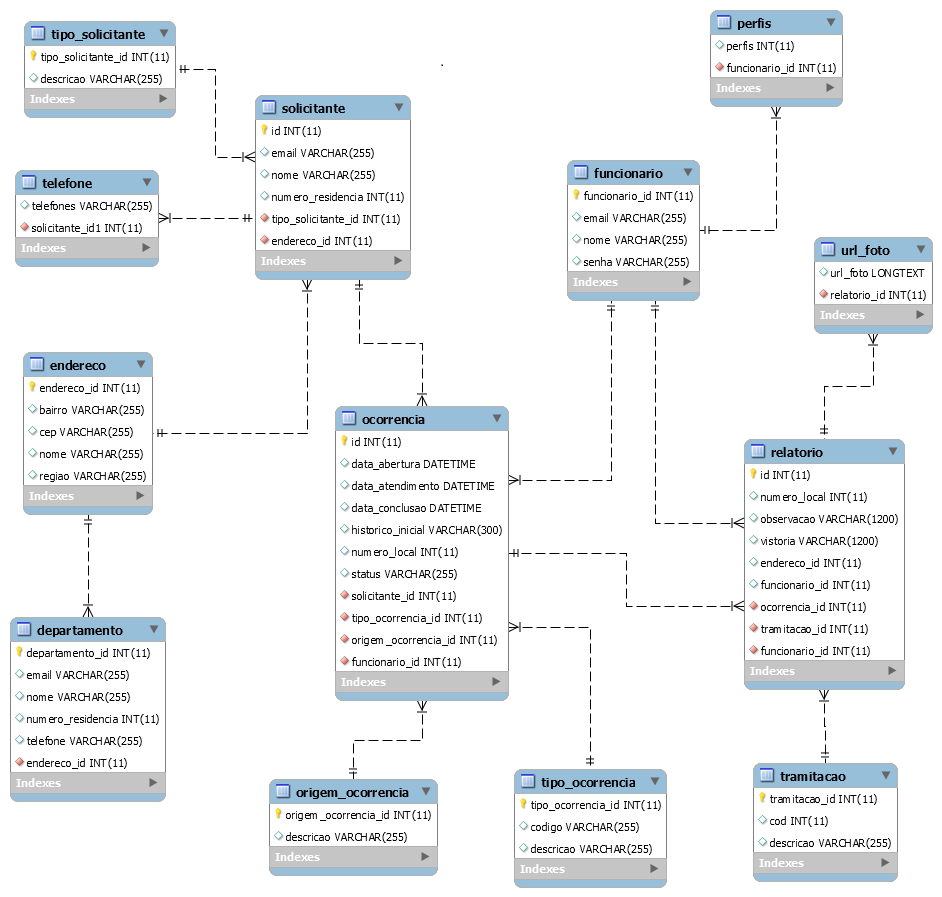 tipo_solicitante
tipo_solicitante_id INT(11)
descricao VARCHAR(255)
Indexes
solicitante
id INT(11)
email VARCHAR(255)
nome VARCHAR(255)
numero_residencia INT(11)
tipo_solicitante_id INT(11)
endereco_id INT(11)
Indexes
telefone
telefones VARCHAR(255)
solicitante_id1 INT(11)
Indexes
perfis
perfis INT(11)
funcionario_id INT(11)
Indexes
funcionario
funcionario_id INT(11)
email VARCHAR(255)
nome VARCHAR(255)
senha VARCHAR(255)
Indexes
url_foto
url_foto LONGTEXT
relatorio_id INT(11)
Indexes
endereco
endereco_id INT(11)
bairro VARCHAR(255)
cep VARCHAR(255)
nome VARCHAR(255)
regiao VARCHAR(255)
Indexes
ocorrencia
id INT(11)
data_abertura DATETIME
data_atendimento DATETIME
data_conclusao DATETIME
historico_inicial VARCHAR(300)
numero_local INT(11)
status VARCHAR(255)
solicitante_id INT(11)
tipo_ocorrencia_id INT(11)
origem_ocorrencia_id INT(11)
funcionario_id INT(11)
Indexes
relatorio
id INT(11)
numero_local INT(11)
observacao VARCHAR(1200)
vistoria VARCHAR(1200)
endereco_id INT(11)
funcionario_id INT(11)
ocorrencia_id INT(11)
tramitacao_id INT(11)
funcionario_id INT(11)
Indexes
departamento
departamento_id INT(11)
email VARCHAR(255)
nome VARCHAR(255)
numero_residencia INT(11)
telefone VARCHAR(255)
endereco_id INT(11)
Indexes
origem_ocorrencia
origem_ocorrencia_id INT(11)
descricao VARCHAR(255)
Indexes
tipo_ocorrencia
tipo_ocorrencia_id INT(11)
codigo VARCHAR(255)
descricao VARCHAR(255)
Indexes
tramitacao
tramitacao_id INT(11)
cod INT(11)
descricao VARCHAR(255)
Indexes